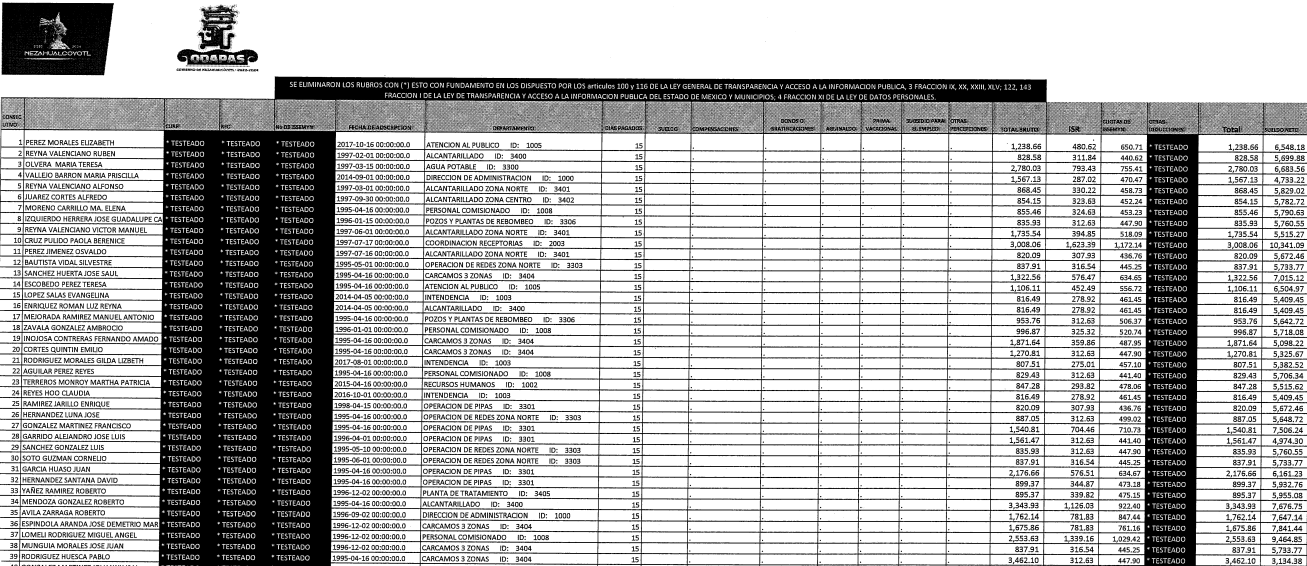 NEZAHUALCOYOTL
ODAPAS
SE ELIMINARON LOS RUBROS CON (*) ESTO CON FUNDAMENTO EN LOS DISPUESTO POR LOS articulos 100 y 116 DE LA LEY GENERAL DE TRANSPARENCIA Y ACCESO A LA INFORMACION PUBLICA, 3 FRACCION IX, XX, XXIII, XLV; 122, 143
FRACCION I DE LA LEY DE TRANSPARENCIA Y ACCESO A LA INFORMACION PUBLICA DEL ESTADO DE MEXICO Y MUNICIPIOS; 4 FRACCION XI DE LA LEY DE DATOS PERSONALES.
CONSECUTIVO CURP RFC No DE ISSEMYM FECHA DE ADSCRIPCION DEPARTAMENTO DIAS PAGADOS SUELDO COMPENSACIONES BONOS O GRATIFICACIONES AGUINALDO PRIMA VACACIONAL SUBSIDIO PARA EL EMPLEO OTRAS PERCEPCIONES TOTAL BRUTO ISR CUOTAS DE ISSEMYM OTRAS DEDUCCIONES Total SUELDO NETO
1 PEREZ MORALES ELIZABETH * TESTEADO * TESTEADO * TESTEADO 2017-10-16 00:00:00.0 ATENCION AL PUBLICO ID: 1005 15 1,238.66 480.62 650.71 * TESTEADO 1,238.66 6,548.18
2 REYNA VALENCIANO RUBEN * TESTEADO * TESTEADO * TESTEADO 1997-02-01 00:00:00.0 ALCANTARILLADO ID: 3400 15 828.58 311.84 440.62 * TESTEADO 828.58 5,699.88
3 OLVERA MARIA TERESA * TESTEADO * TESTEADO * TESTEADO 1997-03-15 00:00:00.0 AGUA POTABLE ID: 3300 15 2,780.03 793.43 755.41 * TESTEADO 2,780.03 6,683.56
4 VALLEJO BARRON MARIA PRISCILLA * TESTEADO * TESTEADO * TESTEADO 2014-09-01 00:00:00.0 DIRECCION DE ADMINISTRACION ID: 1000 15 1,567.13 287.02 470.47 * TESTEADO 1,567.13 4,733.22
5 REYNA VALENCIANO ALFONSO * TESTEADO * TESTEADO * TESTEADO 1997-03-01 00:00:00.0 ALCANTARILLADO ZONA NORTE ID: 3401 15 868.45 330.22 458.73 * TESTEADO 868.45 5,829.02
6 JUAREZ CORTES ALFREDO * TESTEADO * TESTEADO * TESTEADO 1997-09-30 00:00:00.0 ALCANTARILLADO ZONA CENTRO ID: 3402 15 854.15 323.63 452.24 * TESTEADO 854.15 5,782.72
7 MORENO CARRILLO MA. ELENA * TESTEADO * TESTEADO * TESTEADO 1995-04-16 00:00:00.0 PERSONAL COMISIONADO ID: 1008 15 855.46 324.60 453.23 * TESTEADO 855.46 5,790.63
8 IZQUIERDO HERRERA JOSE GUADALUPE CA * TESTEADO * TESTEADO * TESTEADO 1996-01-15 00:00:00.0 POZOS Y PLANTAS DE REBOMBEO ID: 3306 15 835.93 312.63 447.90 * TESTEADO 835.93 5,760.55
9 REYNA VALENCIANO VICTOR MANUEL * TESTEADO * TESTEADO * TESTEADO 1997-06-01 00:00:00.0 ALCANTARILLADO ZONA NORTE ID: 3401 15 1,735.54 394.85 518.09 * TESTEADO 1,735.54 5,515.27
10 CRUZ PULIDO PAOLA BERENICE * TESTEADO * TESTEADO * TESTEADO 1997-07-17 00:00:00.0 COORDINACION RECEPTORIAS ID: 2003 15 3,008.06 1,623.39 1,172.14 * TESTEADO 3,008.06 10,341.09
11 PEREZ JIMENEZ OSVALDO * TESTEADO * TESTEADO * TESTEADO 1997-07-16 00:00:00.0 ALCANTARILLADO ZONA NORTE ID: 3401 15 820.09 307.93 436.76 * TESTEADO 820.09 5,672.46
12 BAUTISTA VIDAL SILVESTRE * TESTEADO * TESTEADO * TESTEADO 1995-05-01 00:00:00.0 OPERACION DE REDES ZONA NORTE ID: 3303 15 837.91 316.54 445.25 * TESTEADO 837.91 5,733.77
13 SANCHEZ HUERTA JOSE SAUL * TESTEADO * TESTEADO * TESTEADO 1995-04-16 00:00:00.0 CARCAMOS 3 ZONAS ID: 3404 15 1,322.56 576.47 634.65 * TESTEADO 1,322.56 7,015.12
14 ESCOBEDO PEREZ TERESA * TESTEADO * TESTEADO * TESTEADO 1995-04-16 00:00:00.0 ATENCION AL PUBLICO ID: 1005 15 1,106.11 452.49 556.72 * TESTEADO 1,106.11 6,504.97
15 LOPEZ SALAS EVANGELINA * TESTEADO * TESTEADO * TESTEADO 2014-04-05 00:00:00.0 INTENDENCIA ID: 1003 15 816.49 278.92 461.45 * TESTEADO 816.49 5,409.45
16 ENRIQUEZ ROMAN LUZ REYNA * TESTEADO * TESTEADO * TESTEADO 2014-04-05 00:00:00.0 ALCANTARILLADO ID: 3400 15 816.49 278.92 461.45 * TESTEADO 816.49 5,409.45
17 MEJORADA RAMIREZ MANUEL ANTONIO * TESTEADO * TESTEADO * TESTEADO 1995-04-16 00:00:00.0 POZOS Y PLANTAS DE REBOMBEO ID: 3306 15 953.76 312.63 506.37 * TESTEADO 953.76 5,642.72
18 ZAVALA GONZALEZ AMBROCIO * TESTEADO * TESTEADO * TESTEADO 1996-01-01 00:00:00.0 PERSONAL COMISIONADO ID: 1008 15 996.87 325.32 520.74 * TESTEADO 996.87 5,718.08
19 INOJOSA CONTRERAS FERNANDO AMADO * TESTEADO * TESTEADO * TESTEADO 1995-04-16 00:00:00.0 CARCAMOS 3 ZONAS ID: 3404 15 1,871.64 359.86 487.95 * TESTEADO 1,871.64 5,098.22
20 CORTES QUINTIN EMILIO * TESTEADO * TESTEADO * TESTEADO 1995-04-16 00:00:00.0 CARCAMOS 3 ZONAS ID: 3404 15 1,270.81 312.63 447.90 * TESTEADO 1,270.81 5,325.67
21 RODRIGUEZ MORALES GILDA LIZBETH * TESTEADO * TESTEADO * TESTEADO 2017-08-01 00:00:00.0 INTENDENCIA ID: 1003 15 807.51 275.01 457.10 * TESTEADO 807.51 5,382.52
22 AGUILAR PEREZ REYES * TESTEADO * TESTEADO * TESTEADO 1995-04-16 00:00:00.0 PERSONAL COMISIONADO ID: 1008 15 829.43 312.63 441.40 * TESTEADO 829.43 5,706.34
23 TERREROS MONROY MARTHA PATRICIA * TESTEADO * TESTEADO * TESTEADO 2015-04-16 00:00:00.0 RECURSOS HUMANOS ID: 1002 15 847.28 293.82 478.06 * TESTEADO 847.28 5,515.62
24 REYES HOO CLAUDIA * TESTEADO * TESTEADO * TESTEADO 2016-10-01 00:00:00.0 INTENDENCIA ID: 1003 15 816.49 278.92 461.45 * TESTEADO 816.49 5,409.45
25 RAMIREZ JARILLO ENRIQUE * TESTEADO * TESTEADO * TESTEADO 1998-04-15 00:00:00.0 OPERACION DE PIPAS ID: 3301 15 820.09 307.93 436.76 * TESTEADO 820.09 5,672.46
26 HERNANDEZ LUNA JOSE * TESTEADO * TESTEADO * TESTEADO 1995-04-16 00:00:00.0 OPERACION DE REDES ZONA NORTE ID: 3303 15 887.05 312.63 499.02 * TESTEADO 887.05 5,648.72
27 GONZALEZ MARTINEZ FRANCISCO * TESTEADO * TESTEADO * TESTEADO 1995-04-16 00:00:00.0 OPERACION DE PIPAS ID: 3301 15 1,540.81 704.46 710.73 * TESTEADO 1,540.81 7,506.24
28 GARRIDO ALEJANDRO JOSE LUIS * TESTEADO * TESTEADO * TESTEADO 1996-04-01 00:00:00.0 OPERACION DE PIPAS ID: 3301 15 1,561.47 312.63 441.40 * TESTEADO 1,561.47 4,974.30
29 SANCHEZ GONZALEZ LUIS * TESTEADO * TESTEADO * TESTEADO 1995-05-10 00:00:00.0 OPERACION DE REDES ZONA NORTE ID: 3303 15 835.93 312.63 447.90 * TESTEADO 835.93 5,760.55
30 SOTO GUZMAN CORNELIO * TESTEADO * TESTEADO * TESTEADO 1995-04-16 00:00:00.0 OPERACION DE REDES ZONA NORTE ID: 3303 15 837.91 316.54 445.25 * TESTEADO 837.91 5,733.77
31 GARCIA HUASO JUAN * TESTEADO * TESTEADO * TESTEADO 1995-04-16 00:00:00.0 OPERACION DE PIPAS ID: 3301 15 2,176.66 576.51 634.67 * TESTEADO 2,176.66 6,161.23
32 HERNANDEZ SANTANA DAVID * TESTEADO * TESTEADO * TESTEADO 1995-04-16 00:00:00.0 OPERACION DE PIPAS ID: 3301 15 899.37 344.87 473.18 * TESTEADO 899.37 5,932.76
33 YAÑEZ RAMIREZ ROBERTO * TESTEADO * TESTEADO * TESTEADO 1996-12-02 00:00:00.0 PLANTA DE TRATAMIENTO ID: 3405 15 895.37 339.82 475.15 * TESTEADO 895.37 5,955.08
34 MENDOZA GONZALEZ ROBERTO * TESTEADO * TESTEADO * TESTEADO 1995-04-16 00:00:00.0 ALCANTARILLADO ID: 3400 15 3,343.93 1,126.03 922.40 * TESTEADO 3,343.93 7,676.75
35 AVILA ZARRAGA ROBERTO * TESTEADO * TESTEADO * TESTEADO 1996-09-02 00:00:00.0 DIRECCION DE ADMINISTRACION ID: 1000 15 1,762.14 781.83 847.44 * TESTEADO 1,762.14 7,647.14
36 ESPINDOLA ARANDA JOSE DEMETRIO MAR * TESTEADO * TESTEADO * TESTEADO 1996-12-02 00:00:00.0 CARCAMOS 3 ZONAS ID: 3404 15 1,675.86 781.83 761.16 * TESTEADO 1,675.86 7,841.44
37 LOMELI RODRIGUEZ MIGUEL ANGEL * TESTEADO * TESTEADO * TESTEADO 1996-12-02 00:00:00.0 PERSONAL COMISIONADO ID: 1008 15 2,553.63 1,339.16 1,029.42 * TESTEADO 2,553.63 9,464.85
38 MUNGUIA MORALES JOSE JUAN * TESTEADO * TESTEADO * TESTEADO 1996-12-02 00:00:00.0 CARCAMOS 3 ZONAS ID: 3404 15 837.91 316.54 445.25 * TESTEADO 837.91 5,733.77
39 RODRIGUEZ HUESCA PABLO * TESTEADO * TESTEADO * TESTEADO 1995-04-16 00:00:00.0 CARCAMOS 3 ZONAS ID: 3404 15 3,462.10 312.63 447.90 * TESTEADO 3,462.10 3,134.38